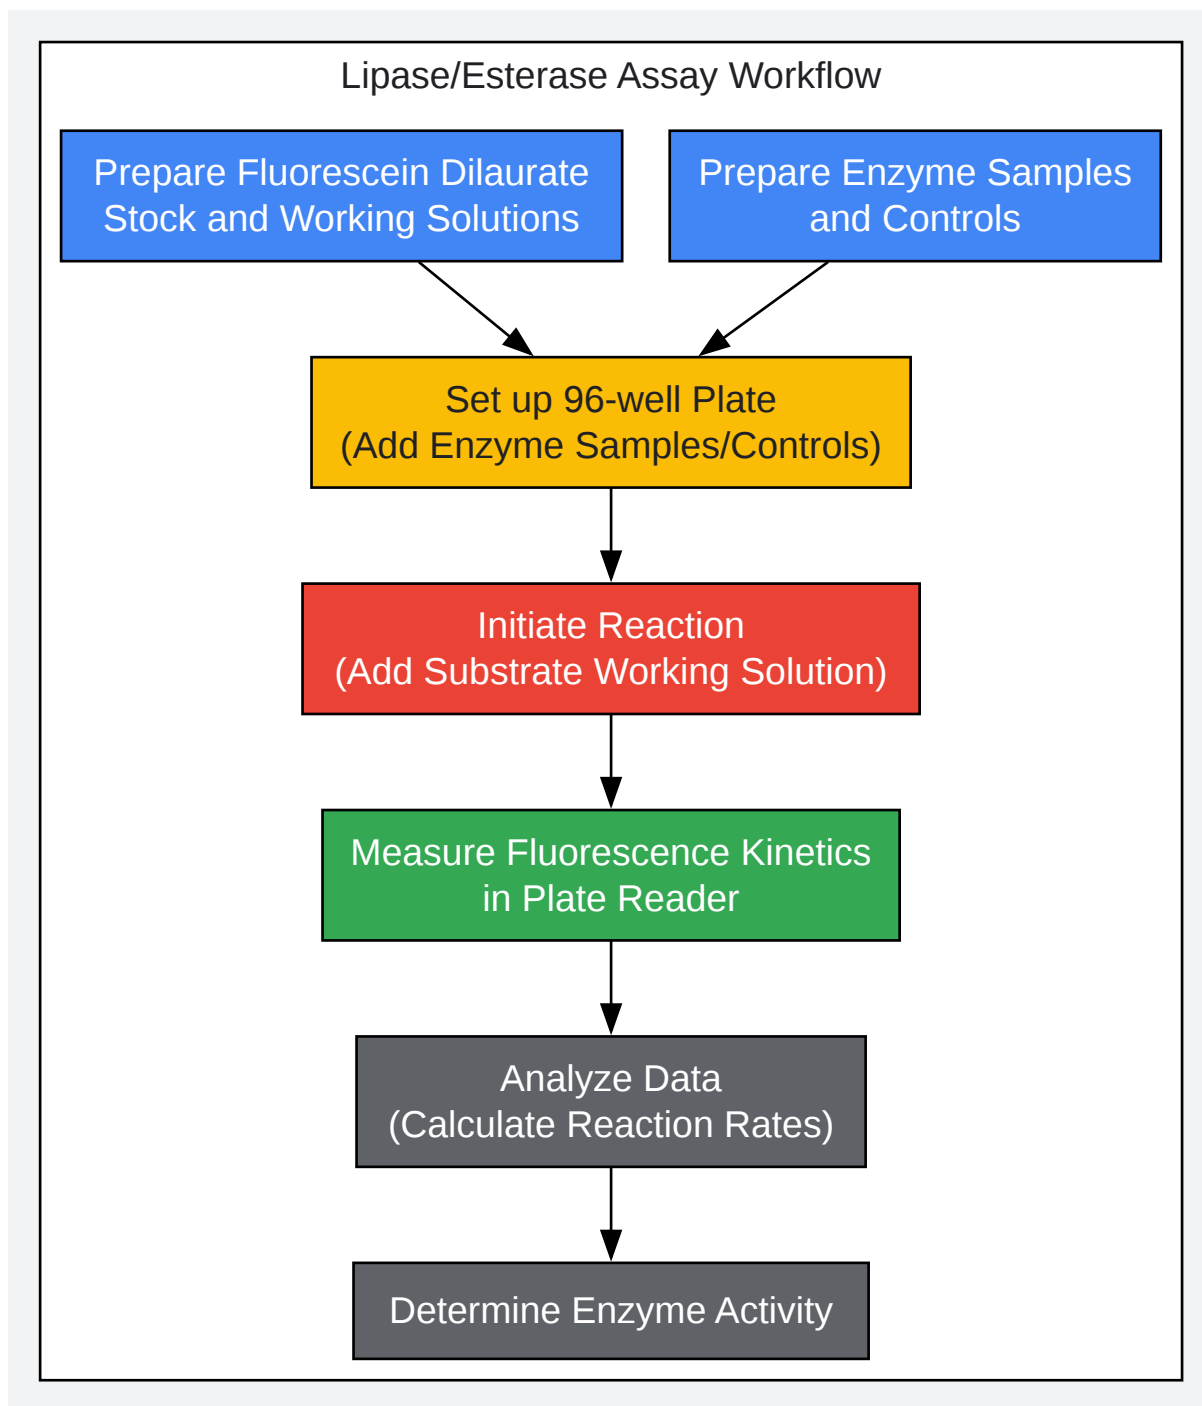 Lipase/Esterase Assay Workflow
Prepare Fluorescein Dilaurate
Stock and Working Solutions
Prepare Enzyme Samples
and Controls
Set up 96-well Plate
(Add Enzyme Samples/Controls)
Initiate Reaction
(Add Substrate Working Solution)
Measure Fluorescence Kinetics
in Plate Reader
Analyze Data
(Calculate Reaction Rates)
Determine Enzyme Activity